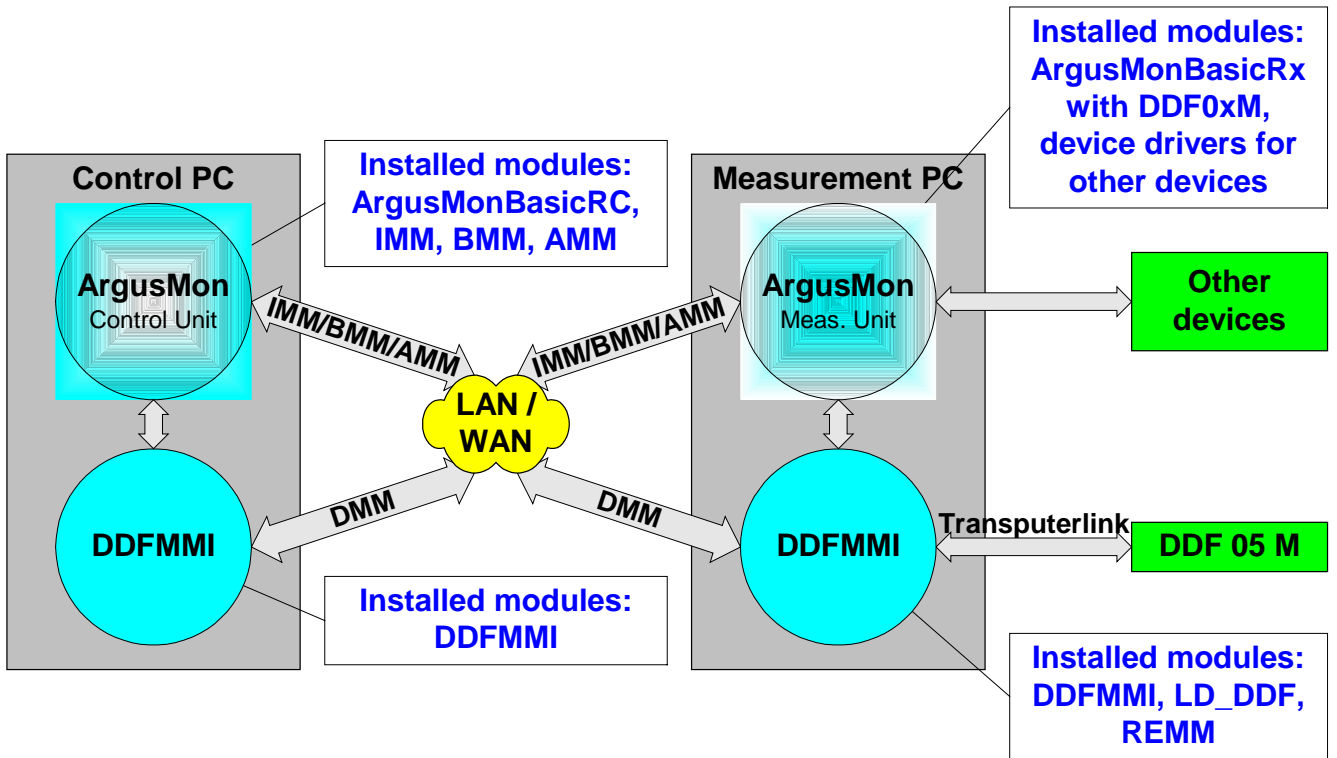 Installed modules:
ArgusMonBasicRx
with DDF0xM,
device drivers for
other devices
Control PC
Installed modules:
ArgusMonBasicRC,
IMM, BMM, AMM
Measurement PC
ArgusMon
Control Unit
IMM/BMM/AMM
IMM/BMM/AMM
ArgusMon
Meas. Unit
Other
devices
LAN /
WAN
DMM
DMM
DDFMMI
DDFMMI
Transputerlink
DDF 05 M
Installed modules:
DDFMMI
Installed modules:
DDFMMI, LD_DDF,
REMM